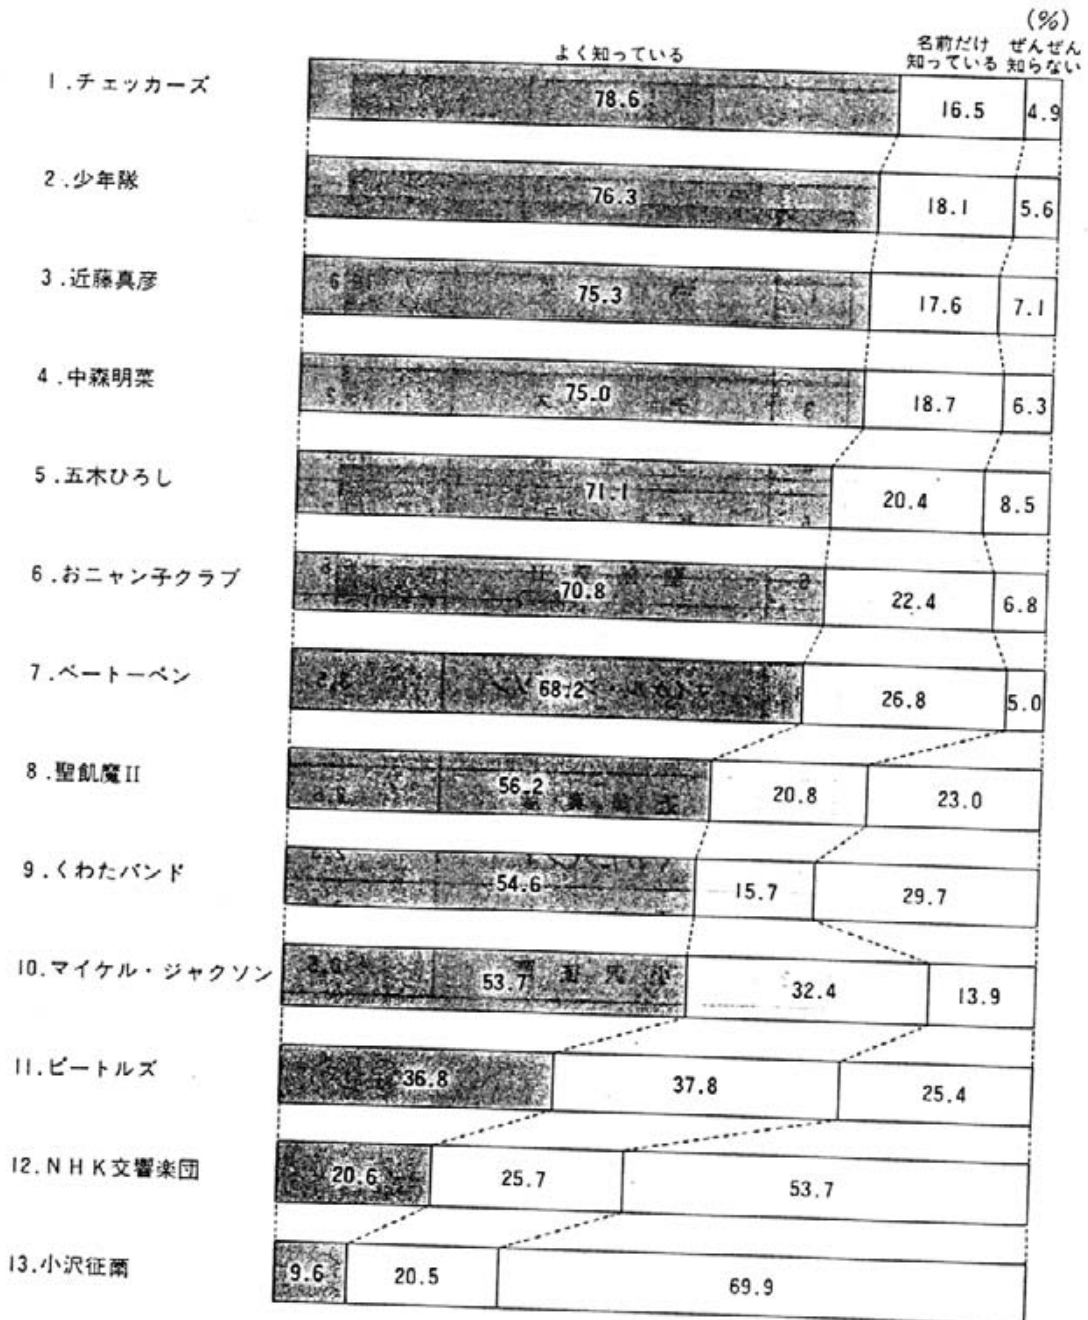 (%)
よく知っている
名前だけ
知っている
ぜんぜん
知らない
1.チェッカーズ 78.6 16.5 4.9
2.少年隊 76.3 18.1 5.6
3.近藤真彦 75.3 17.6 7.1
4.中森明菜 75.0 18.7 6.3
5.五木ひろし 71.1 20.4 8.5
6.おニャン子クラブ 70.8 22.4 6.8
7.ベートーベン 68.2 26.8 5.0
8.聖飢魔II 56.2 20.8 23.0
9.くわたバンド 54.6 15.7 29.7
10.マイケル・ジャクソン 53.7 32.4 13.9
11.ビートルズ 36.8 37.8 25.4
12.NHK交響楽団 20.6 25.7 53.7
13.小沢征爾 9.6 20.5 69.9